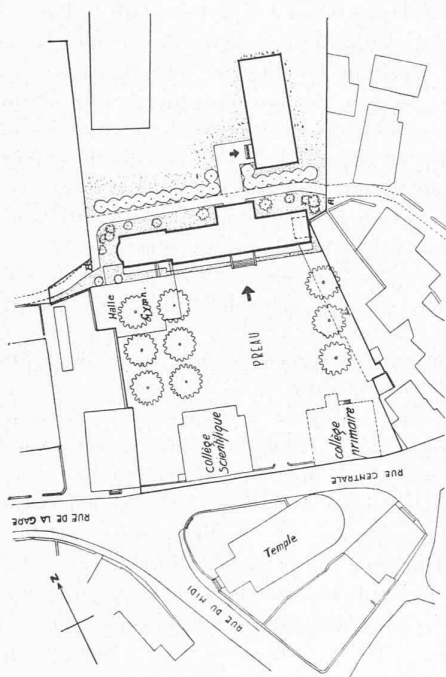 Halle
Gymn
PREAU
Collège
Scientifique
Collège
primaire
RUE CENTRALE
RUE DE LA GARE
Temple
RUE DU MIDI
N